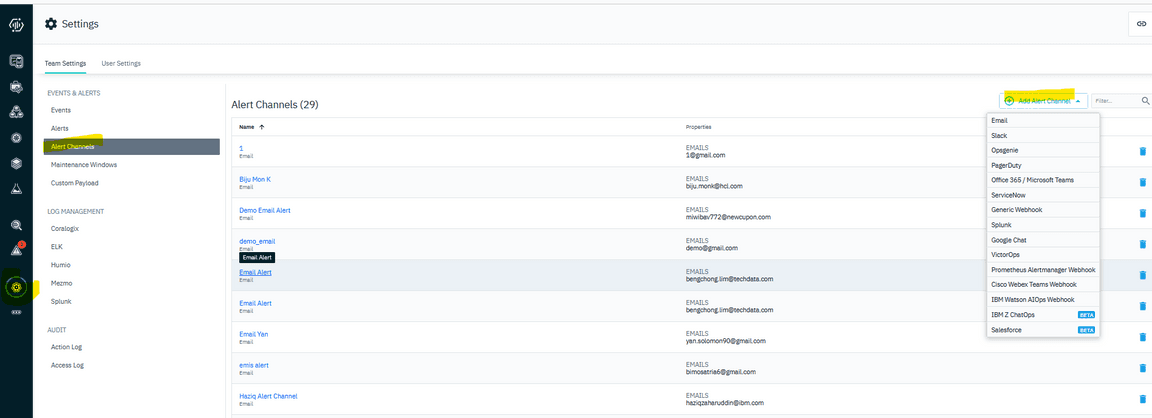 Settings
Team Settings
User Settings
EVENTS & ALERTS
Events
Alerts
Alert Channels
Maintenance Windows
Custom Payload
LOG MANAGEMENT
Coralogix
ELK
Humio
Mezmo
Splunk
AUDIT
Action Log
Access Log
Alert Channels (29)
Add Alert Channel
Filter...
Name
Properties
1
Email
EMAILS
1@gmail.com
Biju Mon K
Email
EMAILS
biju.monk@hcl.com
Demo Email Alert
Email
EMAILS
miwibav772@newcupon.com
demo_email
Email
EMAILS
demo@gmail.com
Email Alert
Email Alert
Email
EMAILS
bengchong.lim@techdata.com
Email Alert
Email
EMAILS
bengchong.lim@techdata.com
Email Yan
Email
EMAILS
yan.solomon90@gmail.com
emis alert
Email
EMAILS
bimosatria6@gmail.com
Haziq Alert Channel
Email
EMAILS
haziqzaharuddin@ibm.com
Email
Slack
Opsgenie
PagerDuty
Office 365 / Microsoft Teams
ServiceNow
Generic Webhook
Splunk
Google Chat
VictorOps
Prometheus Alertmanager Webhook
Cisco Webex Teams Webhook
IBM Watson AIOps Webhook
IBM Z ChatOps BETA
Salesforce BETA